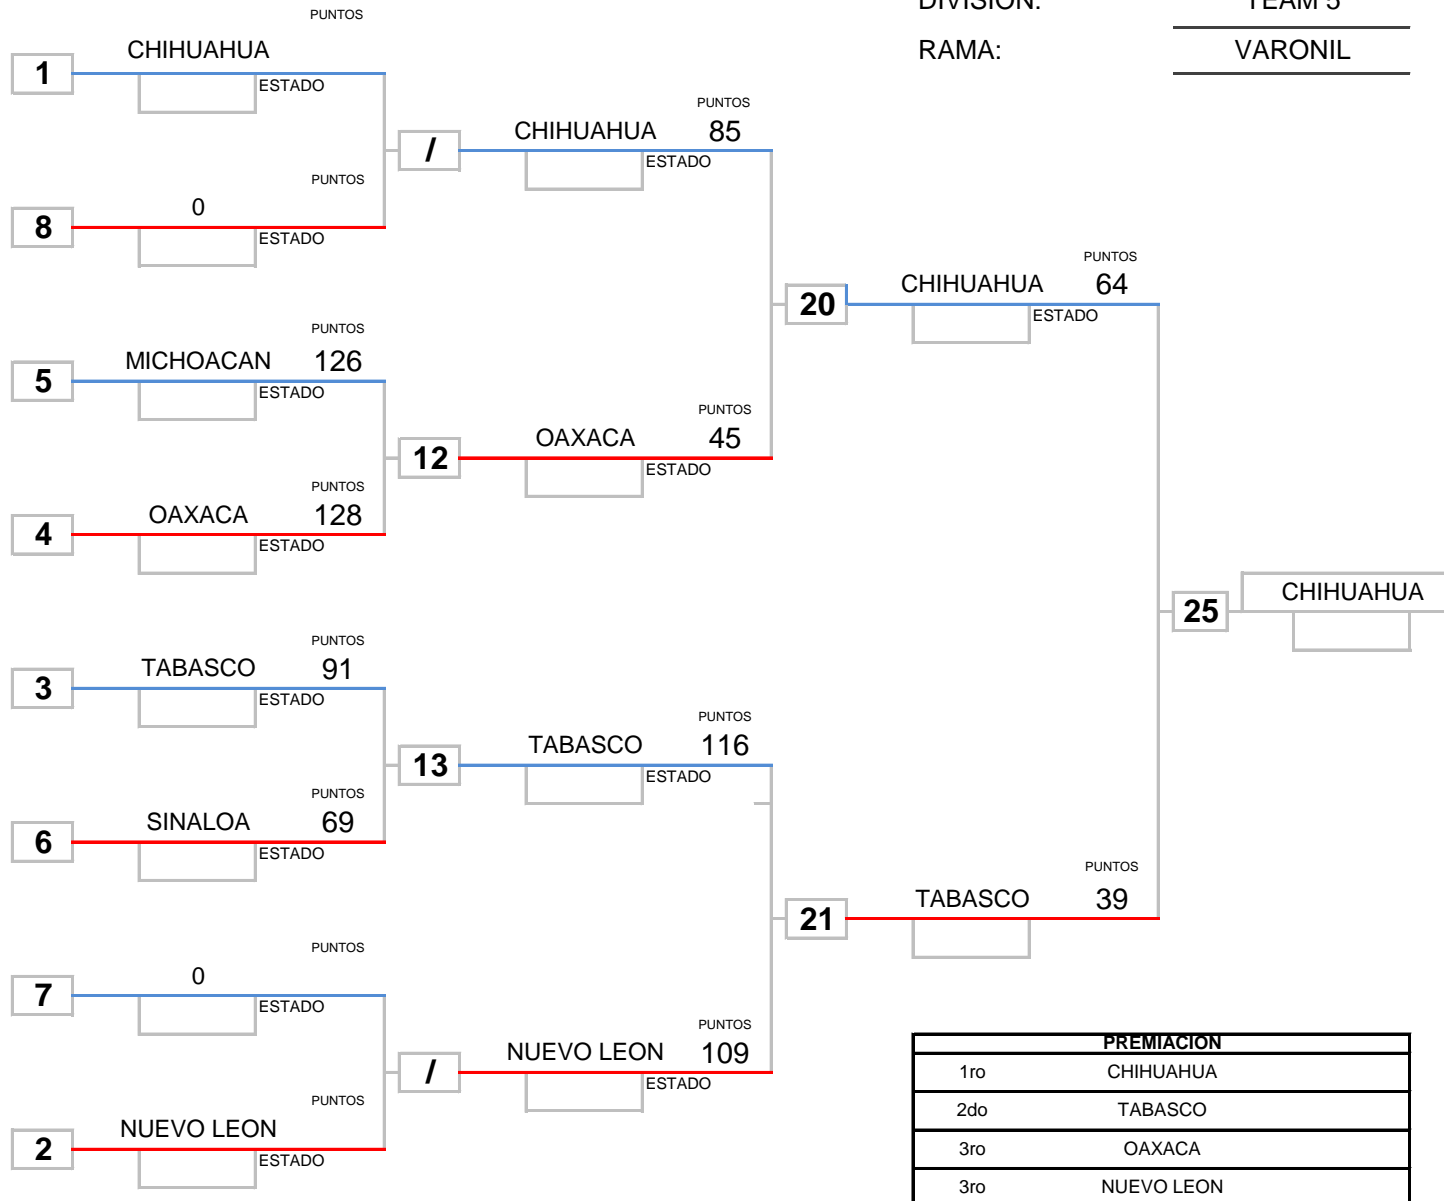 DIVISION: TEAM 5
PUNTOS
RAMA: VARONIL
1 CHIHUAHUA
ESTADO
PUNTOS
/ CHIHUAHUA 85
ESTADO
PUNTOS
8 0
ESTADO
PUNTOS
20 CHIHUAHUA 64
ESTADO
PUNTOS
5 MICHOACAN 126
ESTADO
PUNTOS
12 OAXACA 45
ESTADO
PUNTOS
4 OAXACA 128
ESTADO
25 CHIHUAHUA
PUNTOS
3 TABASCO 91
ESTADO
PUNTOS
13 TABASCO 116
ESTADO
PUNTOS
6 SINALOA 69
ESTADO
PUNTOS
21 TABASCO 39
PUNTOS
7 0
ESTADO
PUNTOS
/ NUEVO LEON 109
ESTADO
PUNTOS
2 NUEVO LEON
ESTADO
PREMIACION
1ro CHIHUAHUA
2do TABASCO
3ro OAXACA
3ro NUEVO LEON